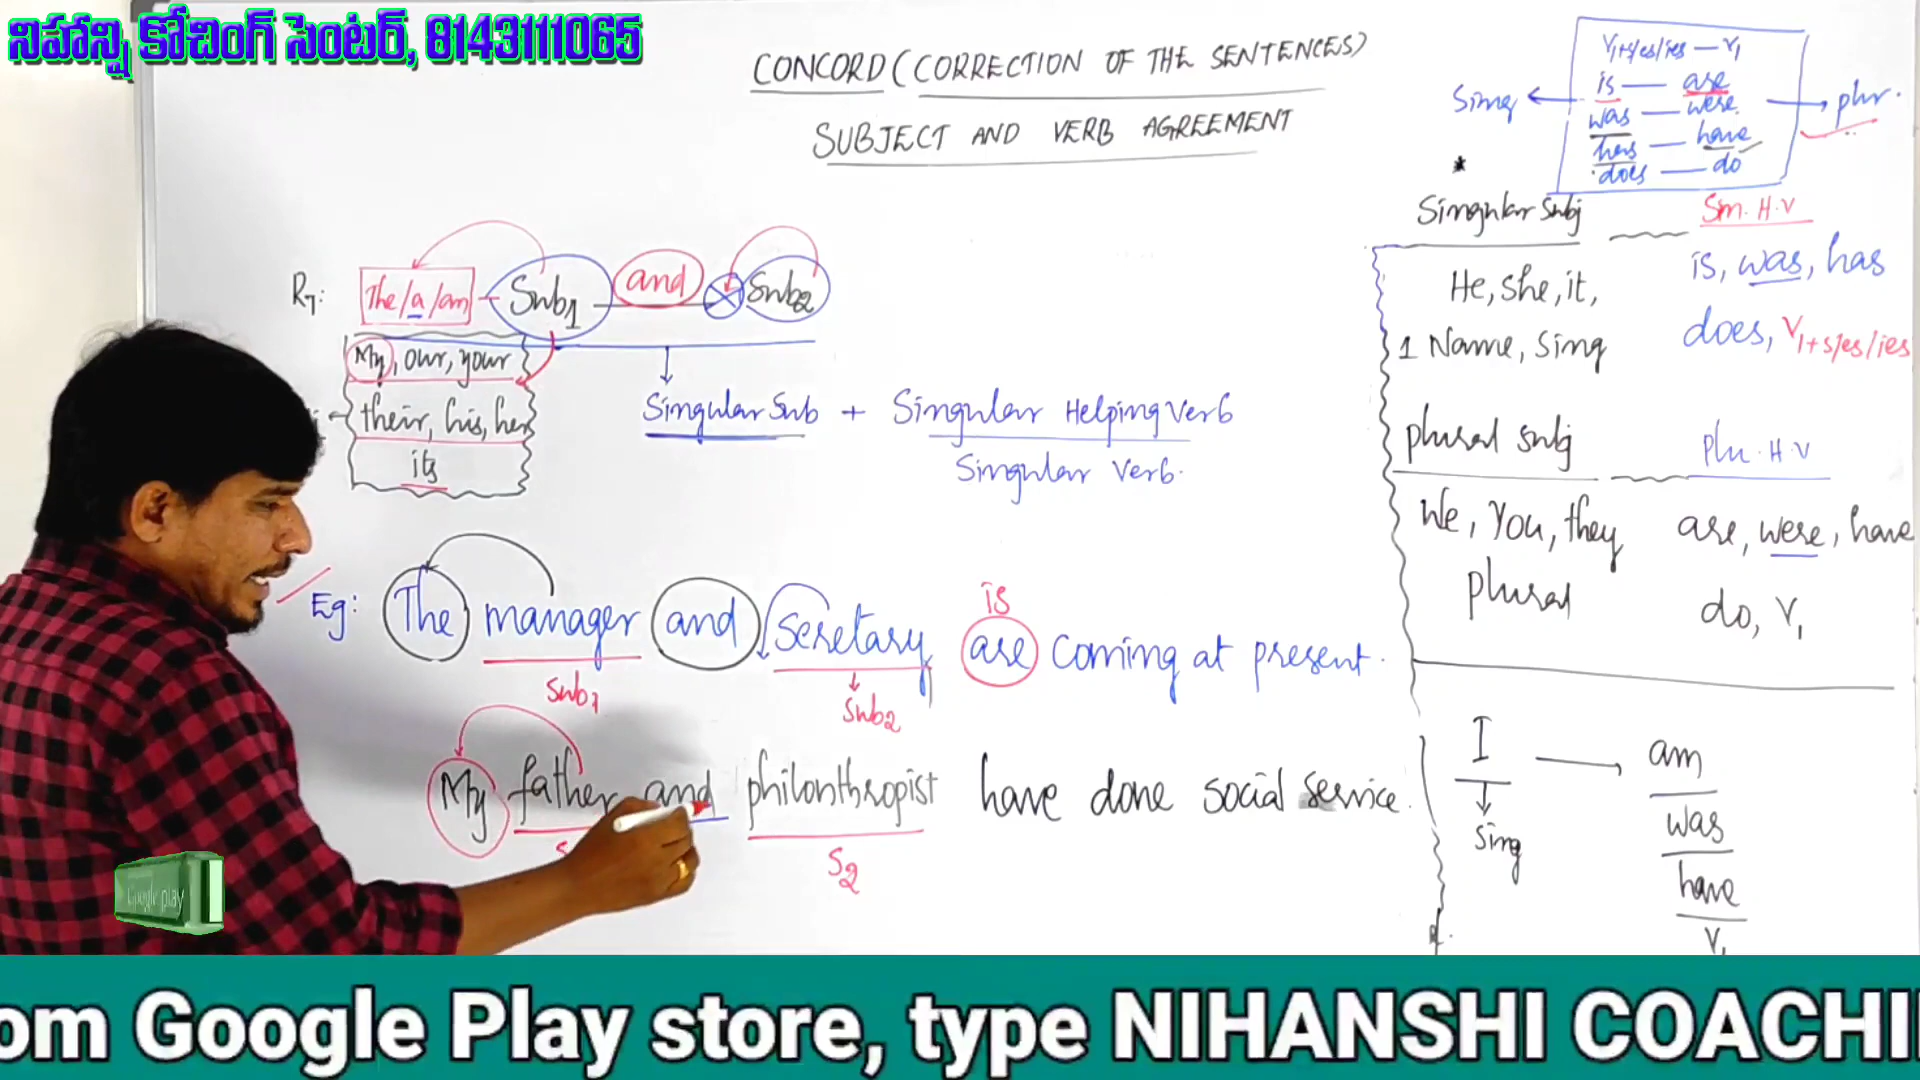 నిహాన్షి కోచింగ్ సెంటర్, 8143111065
CONCORD (CORRECTION OF THE SENTENCES)
SUBJECT AND VERB AGREEMENT
V1+s/es/ies — V1
is — are
was — were
has — have
does — do
Sing
plu.
*
Singular Subj
Sin. H.V
He, she, it,
1 Name, Sing
is, was, has
does, V1+s/es/ies
plural subj
plu. H.V
We, You, they
plural
are, were, have
do, V1
I
sing
am
was
have
V1
The/a/an Sub1 and Sub2
My, our, your
their, his, her
its
Singular Sub + Singular Helping Verb
Singular Verb.
is
Eg: The manager and Secretary are Coming at present.
Sub1
Sub2
My father and philonthropist have done social service.
S2
Google play
om Google Play store, type NIHANSHI COACHI